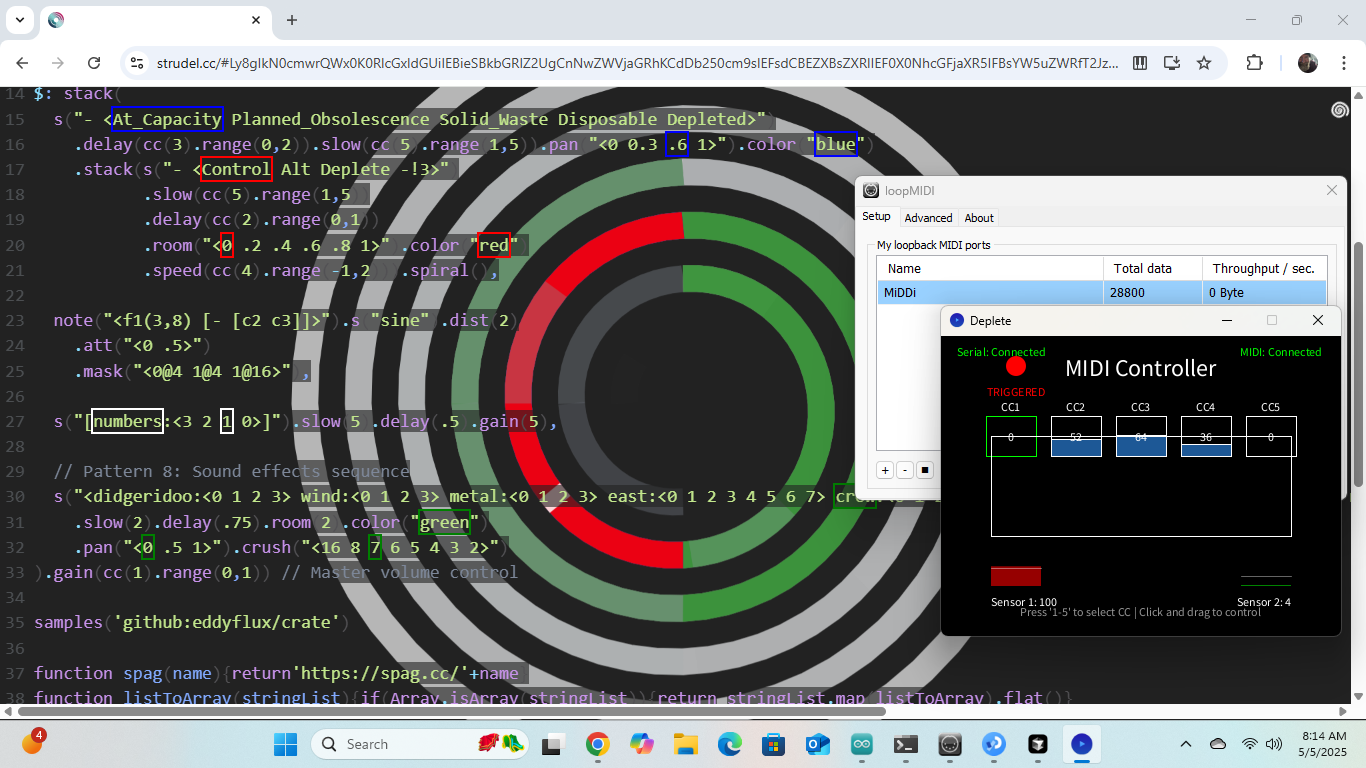 strudel.cc/#Ly8gIkN0cmwrQWx0K0RlcGxldGUiIEBieSBkbGRlZ2UgCnNwZWVjaGRhKCdDb250cm9sIEFsdCBEZXBsZXRlIEF0X0NhcGFjaXR5IFBsYW5uZWRfT2Jz...
14 $: stack(
15 s("- <At_Capacity Planned_Obsolescence Solid_Waste Disposable Depleted>")
16 .delay(cc(3).range(0,2)).slow(cc(5).range(1,5)).pan("<0 0.3 .6 1>").color("blue")
17 .stack(s("- <Control Alt Deplete -!3>")
18 .slow(cc(5).range(1,5))
19 .delay(cc(2).range(0,1))
20 .room("<0 .2 .4 .6 .8 1>").color("red")
21 .speed(cc(4).range(-1,2)).spiral(),
22
23 note("<f1(3,8) [- [c2 c3]]>").s("sine").dist(2)
24 .att("<0 .5>")
25 .mask("<0@4 1@4 1@16>"),
26
27 s("[numbers:<3 2 1 0>]").slow(5).delay(.5).gain(5),
28
29 // Pattern 8: Sound effects sequence
30 s("<didgeridoo:<0 1 2 3> wind:<0 1 2 3> metal:<0 1 2 3> east:<0 1 2 3 4 5 6 7>
31 .slow(2).delay(.75).room(2).color("green")
32 .pan("<0 .5 1>").crush("<16 8 7 6 5 4 3 2>")
33 ).gain(cc(1).range(0,1)) // Master volume control
34
35 samples('github:eddyflux/crate')
36
37 function spag(name){return'https://spag.cc/'+name
38 function listToArray(stringList){if(Array.isArray(stringList)){return stringList.map(listToArray).flat()}
loopMIDI
Setup Advanced About
My loopback MIDI ports
Name Total data Throughput / sec.
MiDDi 28800 0 Byte
+ -
Deplete
Serial: Connected MIDI: Connected
MIDI Controller
TRIGGERED
CC1 CC2 CC3 CC4 CC5
0 52 64 36 0
Sensor 1: 100 Sensor 2: 4
Press '1-5' to select CC | Click and drag to control
4
Search
8:14 AM
5/5/2025